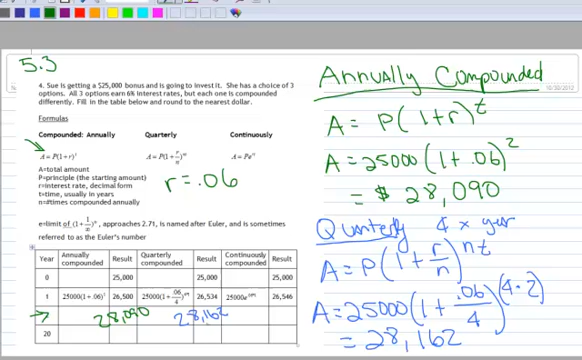 5.3
4. Sue is getting a $25,000 bonus and is going to invest it. She has a choice of 3
options. All 3 options earn 6% interest rates, but each one is compounded
differently. Fill in the table below and round to the nearest dollar.
Formulas
Compounded: Annually Quarterly Continuously
A=P(1+r)^t A=P(1+r/n)^nt A=Pe^rt
A=total amount
P=principle (the starting amount)
r=interest rate, decimal form
t=time, usually in years
n=#times compounded annually
r = .06
e=limit of (1+1/m)^m, approaches 2.71, is named after Euler, and is sometimes
referred to as the Euler's number
Year Annually compounded Result Quarterly compounded Result Continuously compounded Result
0 25,000 25,000 25,000
1 25000(1+.06)^1 26,500 25000(1+.06/4) 26,534 25000e 26,546
→ 28,090 28,162
20
Annually Compounded
A = P(1+r)^t
A = 25000(1+.06)^2
= $28,090
Quarterly 4 x year
A = P(1+r/n)^nt
A = 25000(1+.06/4)^(4·2)
= 28,162
10/30/2012